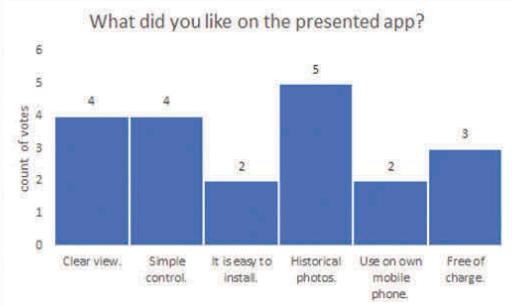 What did you like on the presented app?
6
5
4
3
2
1
0
count of votes
4
4
2
5
2
3
Clear view.
Simple
control.
It is easy to
install.
Historical
photos.
Use on own
mobile
phone.
Free of
charge.